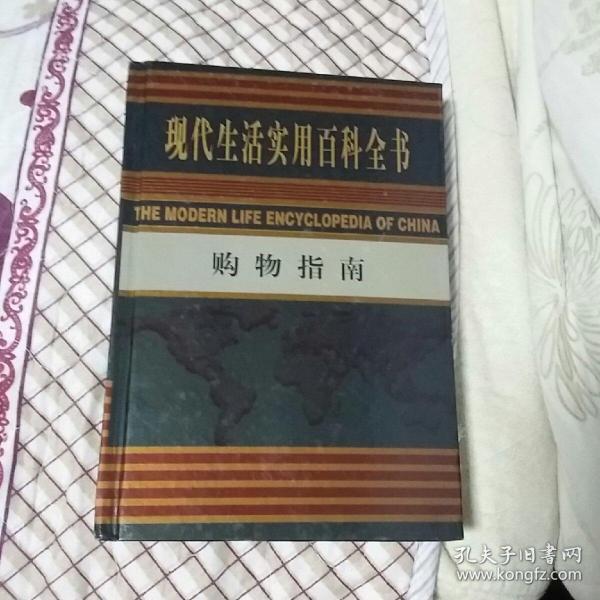 现代生活实用百科全书
THE MODERN LIFE ENCYCLOPEDIA OF CHINA
购物指南
孔夫子旧书网
www.kongfz.com